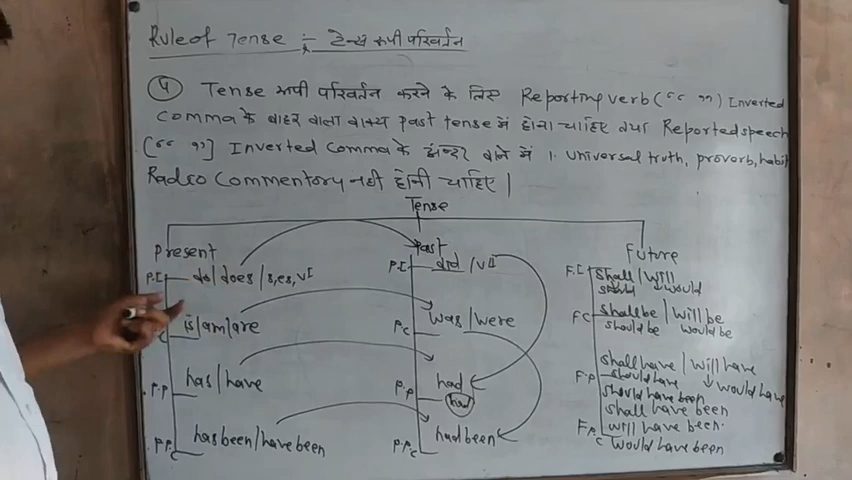 Rule of Tense :- टेन्स रूपी परिवर्तन
(4) Tense रूपी परिवर्तन करने के लिए Reporting verb (“ ”) Inverted
Comma के बाहर वाला वाक्य Past tense में होना चाहिए तथा Reported speech
[“ ”] Inverted Comma के अन्दर वाले में 1. Universal truth, proverb, habit
Radso Commentory नही होनी चाहिए |
Tense
Present
P.I
do/does/s,es,vI
C
is/am/are
P.P
has/have
P.P.C
has been/have been
Past
P.I
did/vII
P.C
was/were
P.P
had
had
P.P.C
had been
Future
F.I
shall/will
should would
F.C
shall be/will be
should be would be
F.P
shall have/will have
should have would have
should have been
shall have been
F.P.C
will have been.
would have been